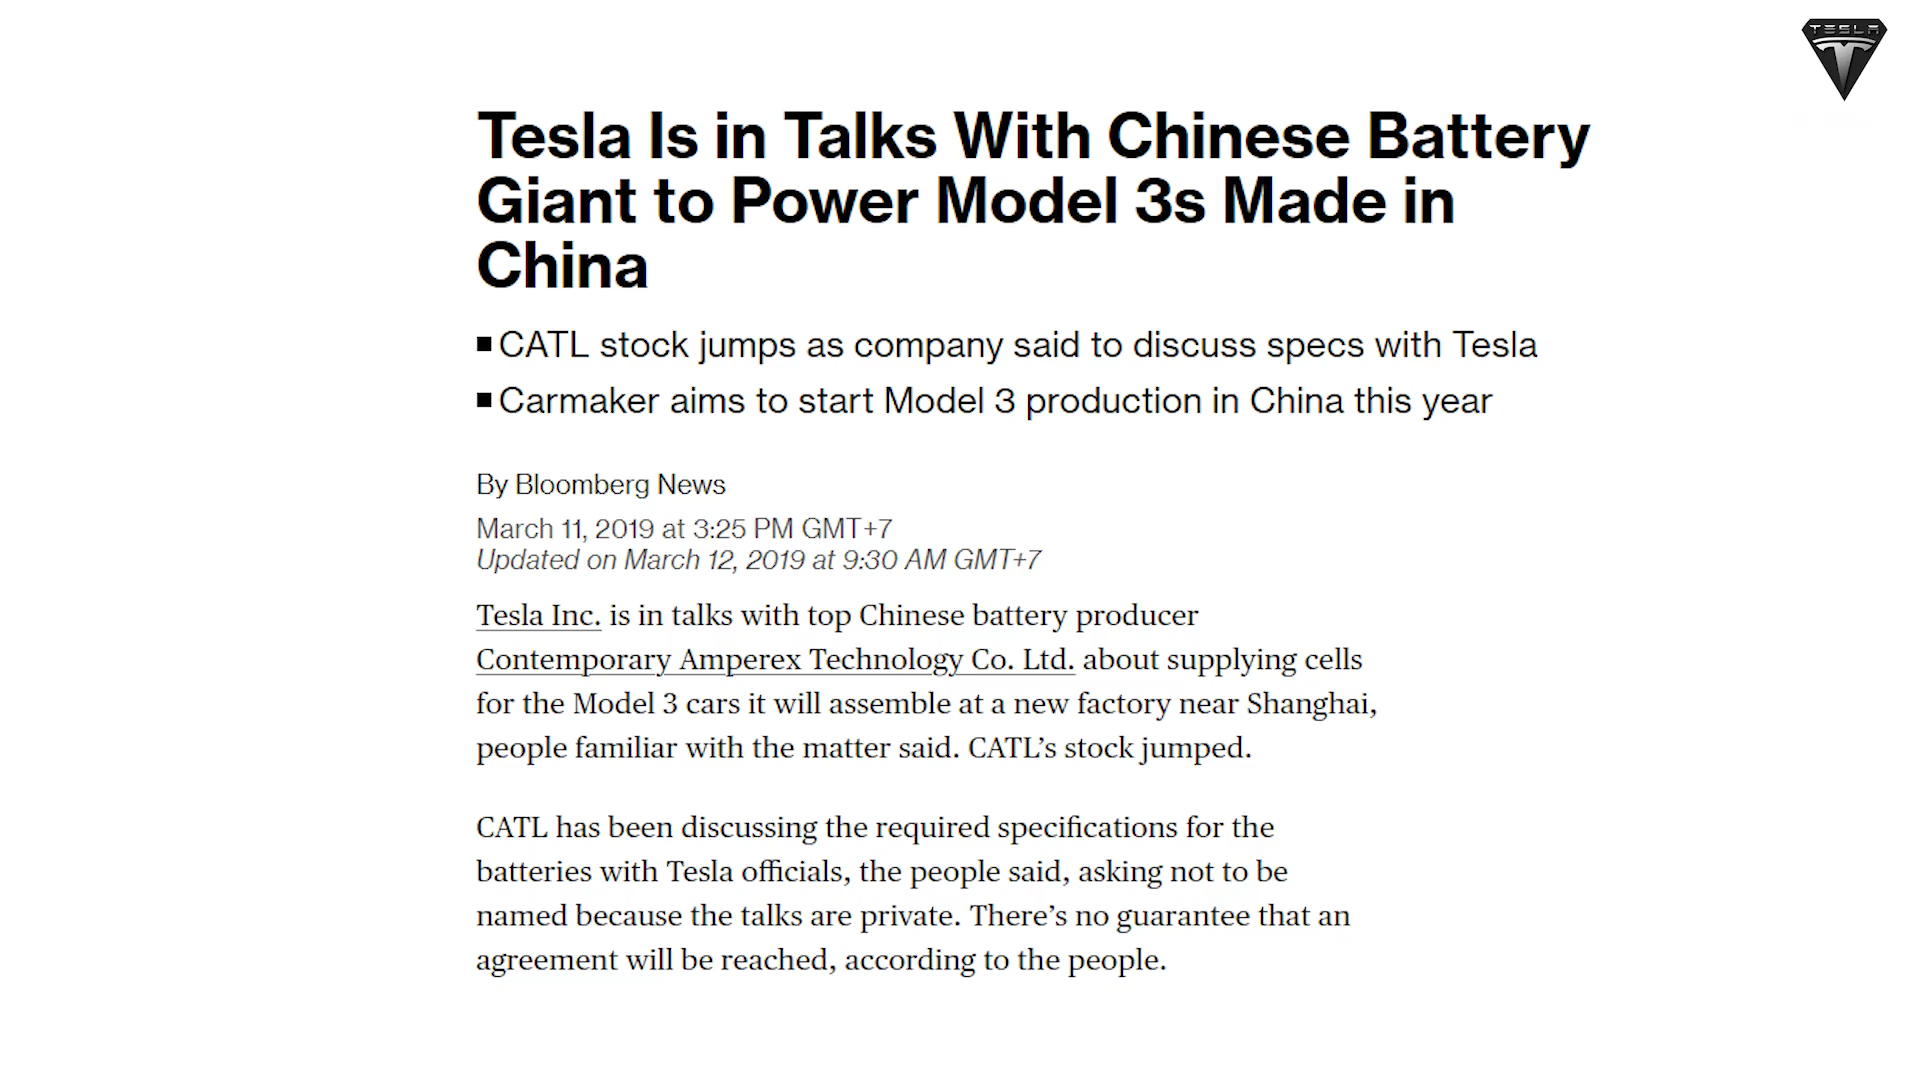 TESLA
Tesla Is in Talks With Chinese Battery
Giant to Power Model 3s Made in
China
■ CATL stock jumps as company said to discuss specs with Tesla
■ Carmaker aims to start Model 3 production in China this year
By Bloomberg News
March 11, 2019 at 3:25 PM GMT+7
Updated on March 12, 2019 at 9:30 AM GMT+7
Tesla Inc. is in talks with top Chinese battery producer
Contemporary Amperex Technology Co. Ltd. about supplying cells
for the Model 3 cars it will assemble at a new factory near Shanghai,
people familiar with the matter said. CATL’s stock jumped.
CATL has been discussing the required specifications for the
batteries with Tesla officials, the people said, asking not to be
named because the talks are private. There’s no guarantee that an
agreement will be reached, according to the people.